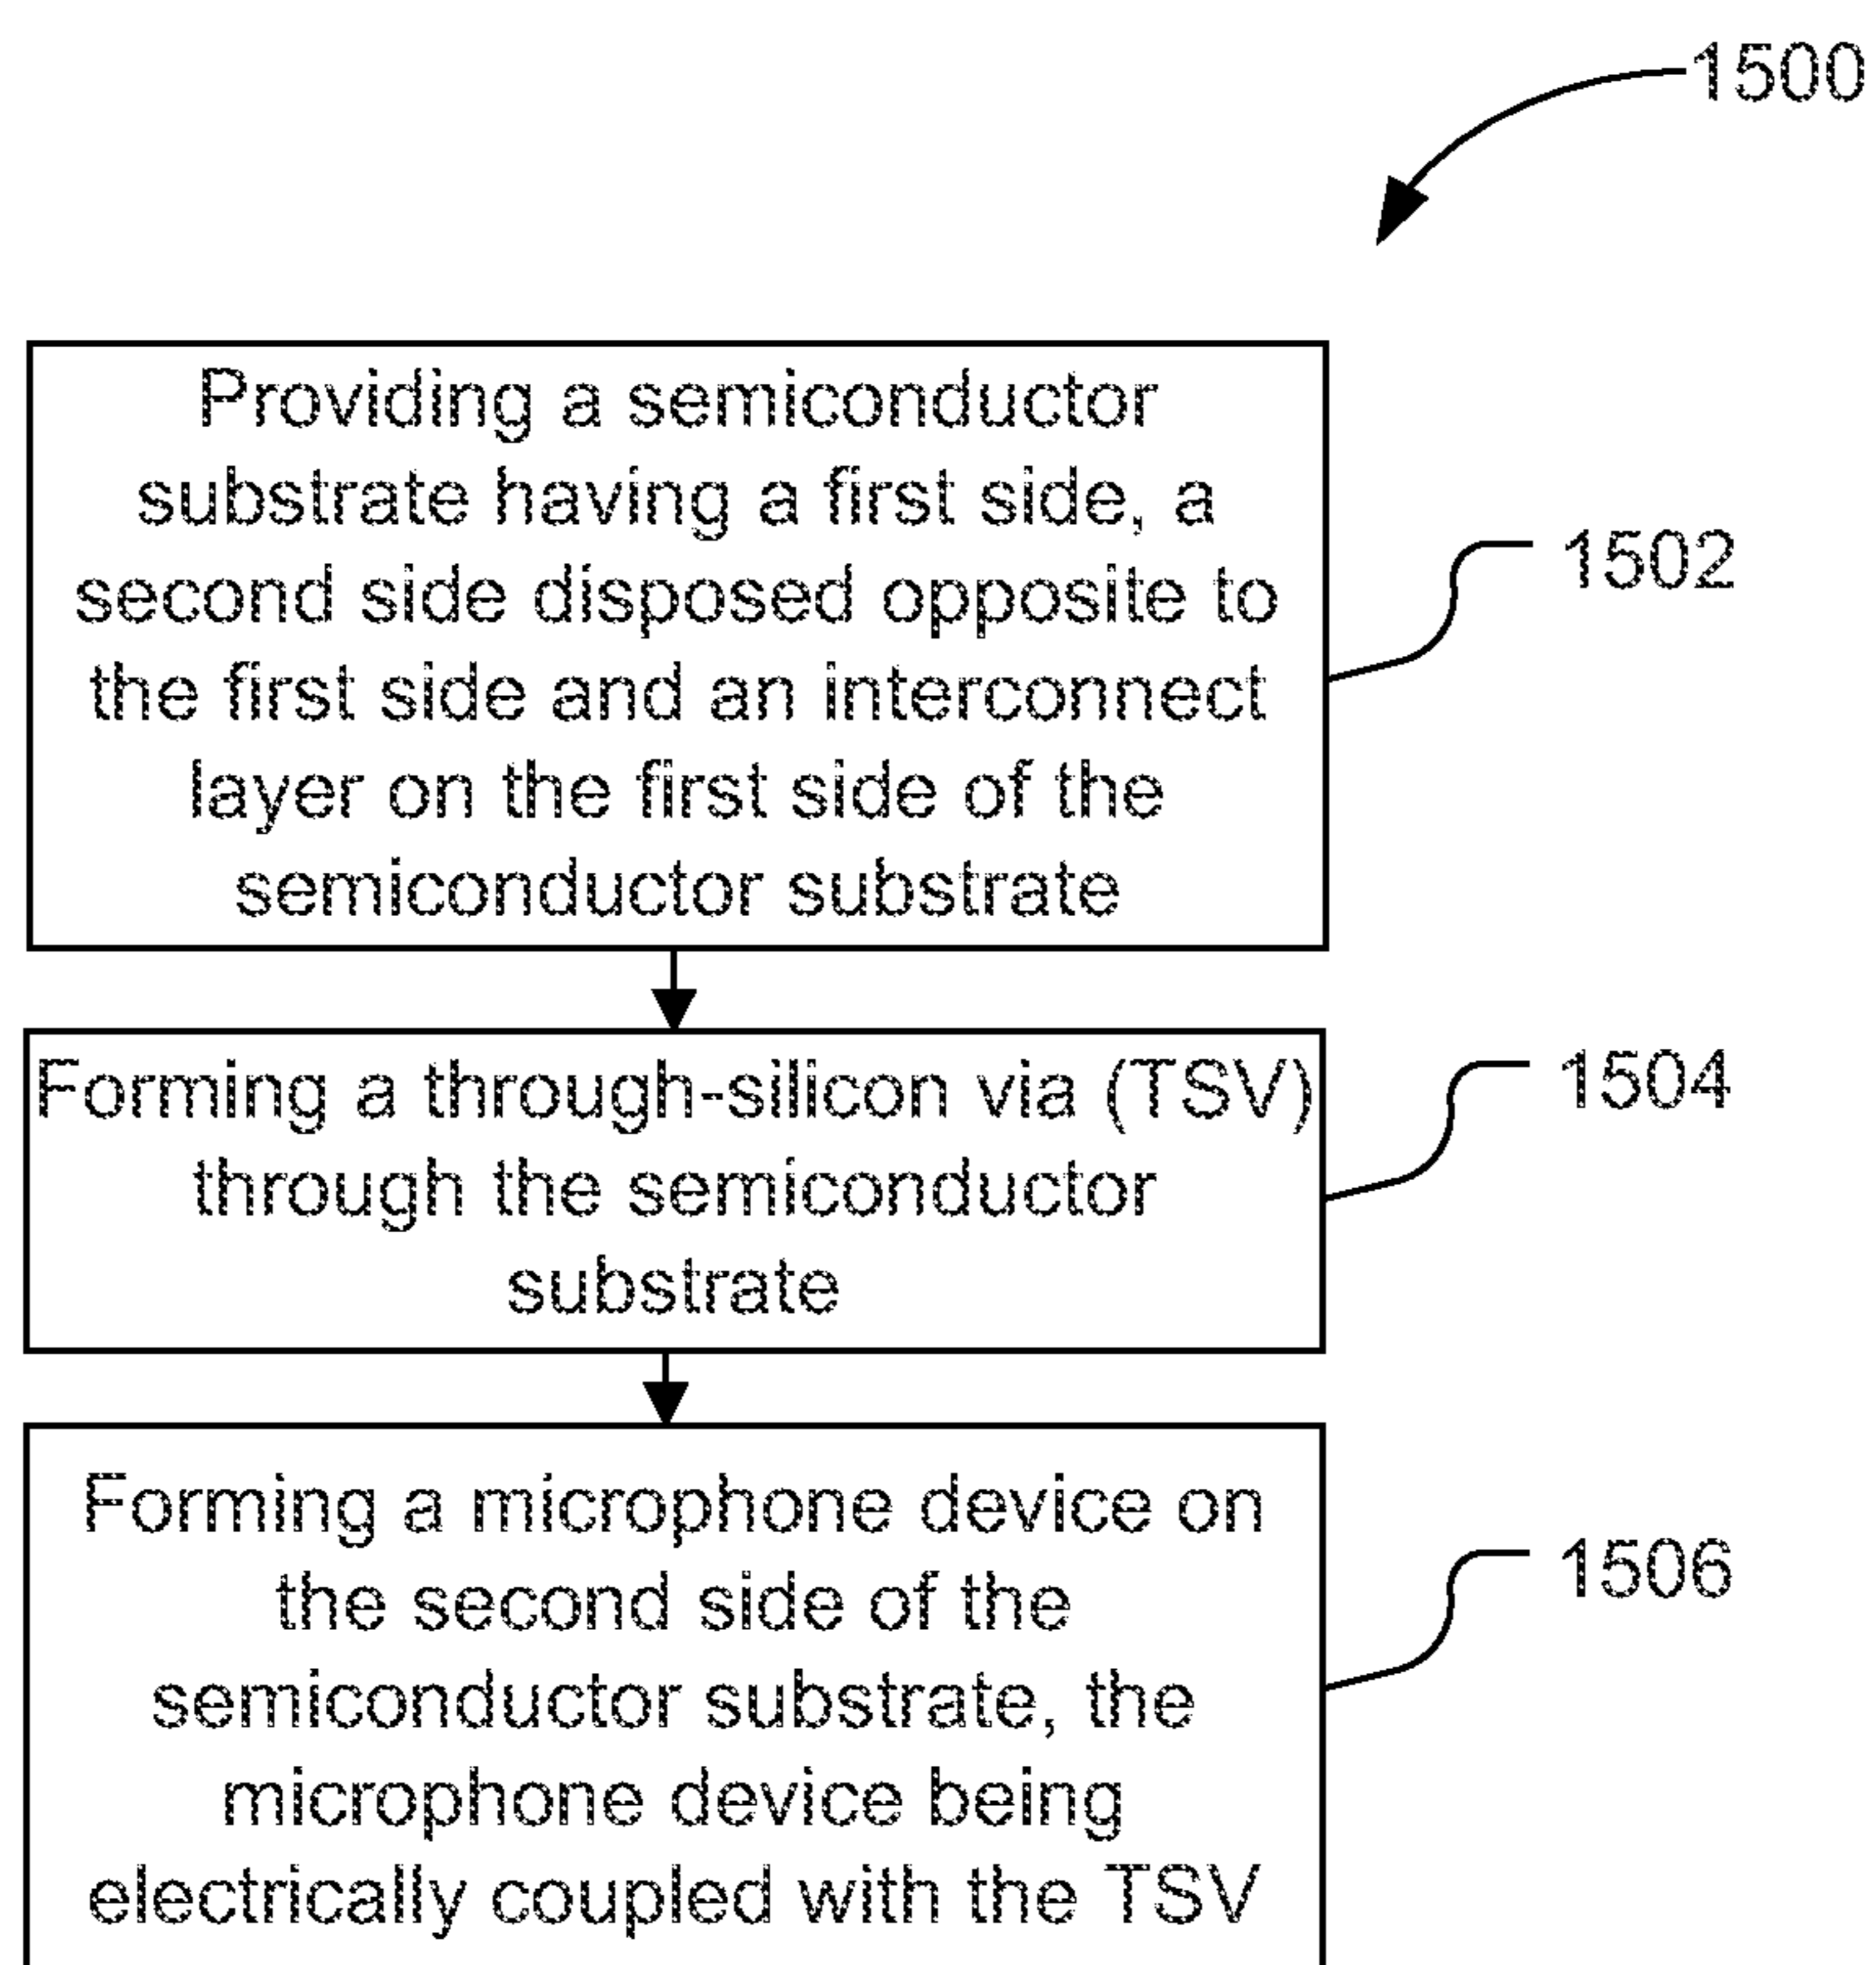 1500
Providing a semiconductor
substrate having a first side, a
second side disposed opposite to
the first side and an interconnect
layer on the first side of the
semiconductor substrate
1502
Forming a through-silicon via (TSV)
through the semiconductor
substrate
1504
Forming a microphone device on
the second side of the
semiconductor substrate, the
microphone device being
electrically coupled with the TSV
1506